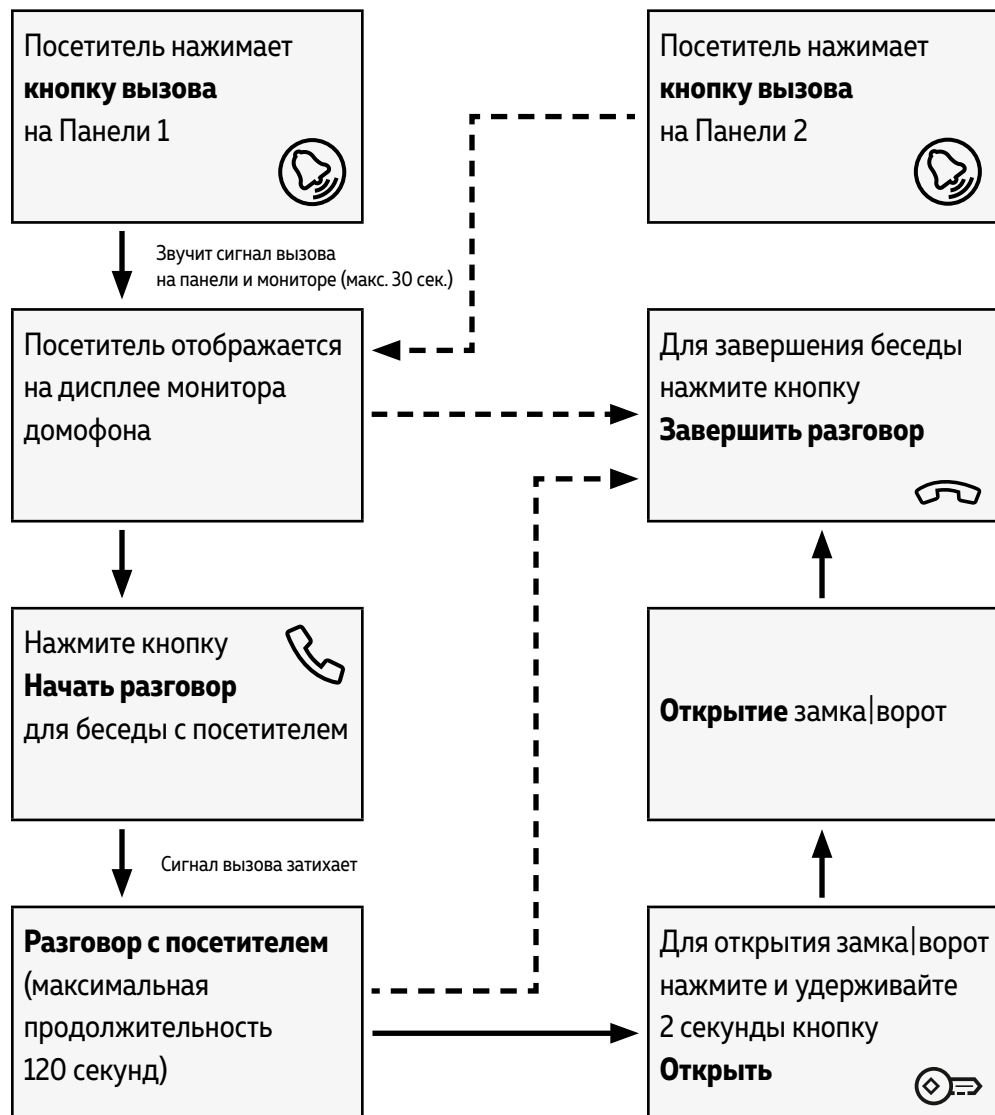 Посетитель нажимает
кнопку вызова
на Панели 1
Посетитель нажимает
кнопку вызова
на Панели 2
Звучит сигнал вызова
на панели и мониторе (макс. 30 сек.)
Посетитель отображается
на дисплее монитора
домофона
Для завершения беседы
нажмите кнопку
Завершить разговор
Нажмите кнопку
Начать разговор
для беседы с посетителем
Открытие замка|ворот
Сигнал вызова затихает
Разговор с посетителем
(максимальная
продолжительность
120 секунд)
Для открытия замка|ворот
нажмите и удерживайте
2 секунды кнопку
Открыть